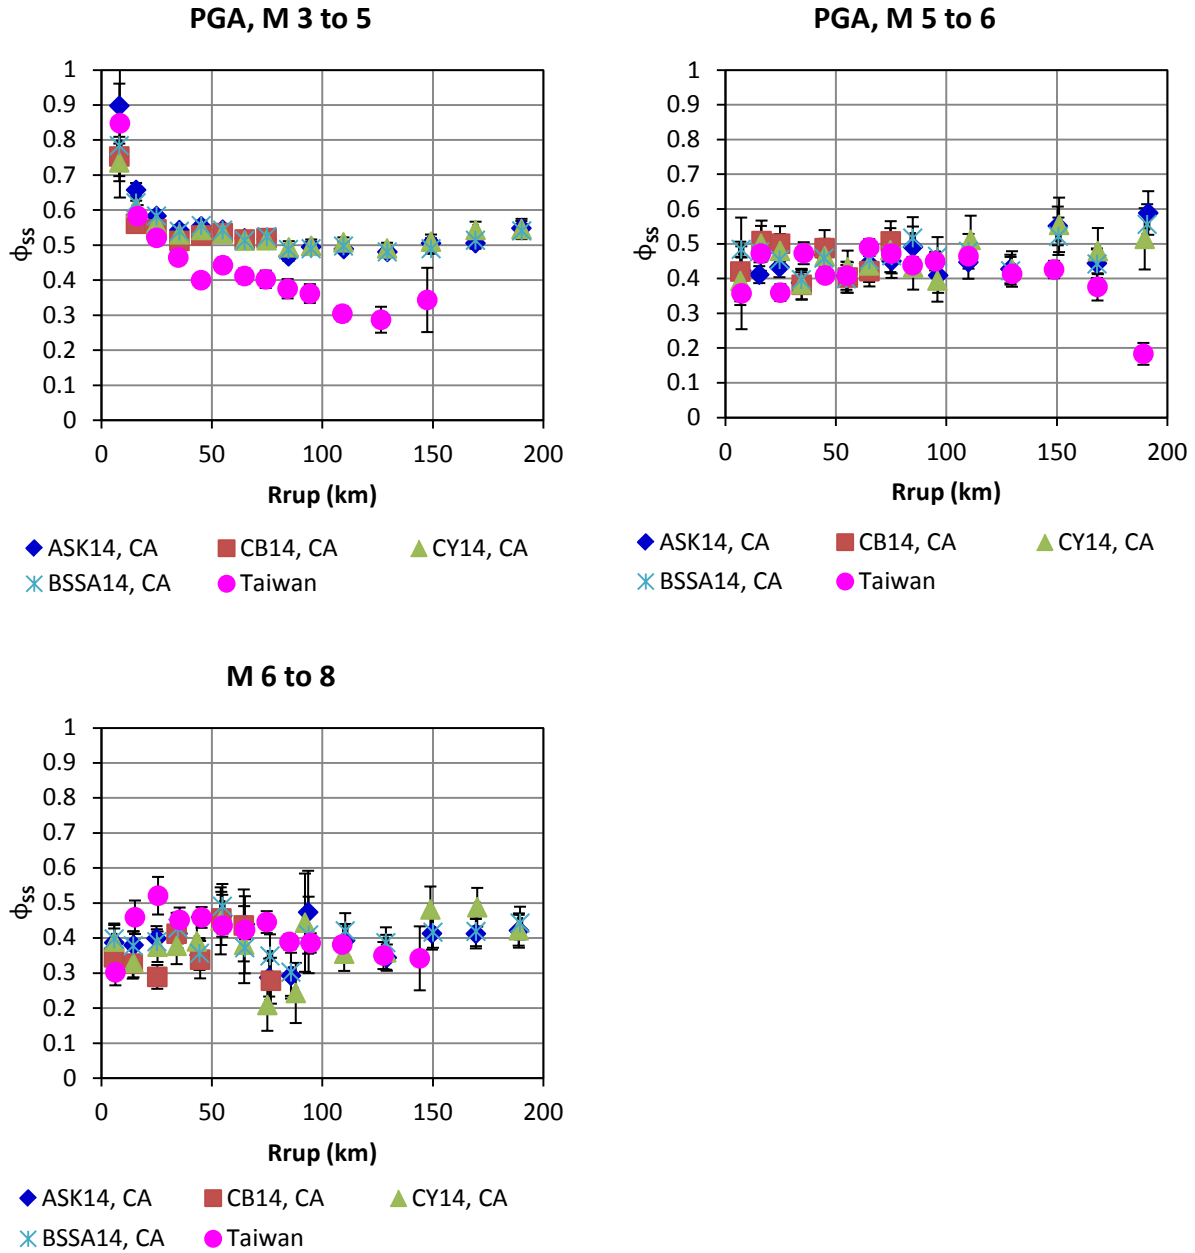 PGA, M 3 to 5
1
0.9
0.8
0.7
0.6
0.5
0.4
0.3
0.2
0.1
0
ϕSS
0 50 100 150 200
Rrup (km)
ASK14, CA CB14, CA CY14, CA
BSSA14, CA Taiwan
PGA, M 5 to 6
1
0.9
0.8
0.7
0.6
0.5
0.4
0.3
0.2
0.1
0
ϕSS
0 50 100 150 200
Rrup (km)
ASK14, CA CB14, CA CY14, CA
BSSA14, CA Taiwan
M 6 to 8
1
0.9
0.8
0.7
0.6
0.5
0.4
0.3
0.2
0.1
0
ϕSS
0 50 100 150 200
Rrup (km)
ASK14, CA CB14, CA CY14, CA
BSSA14, CA Taiwan